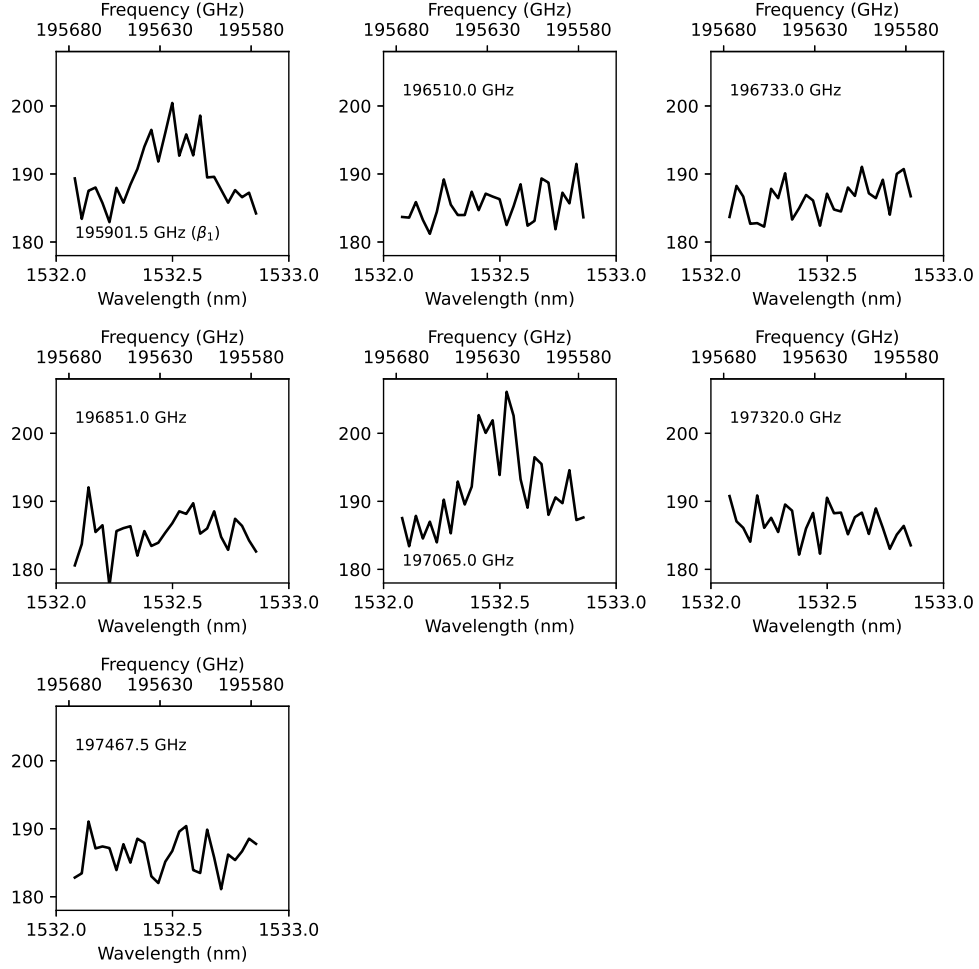 Frequency (GHz) Frequency (GHz) Frequency (GHz)
195680 195630 195580 195680 195630 195580 195680 195630 195580
200 196510.0 GHz 200 196733.0 GHz 200
190 190 190
180 195901.5 GHz (β₁) 180 180
1532.0 1532.5 1533.0 1532.0 1532.5 1533.0 1532.0 1532.5 1533.0
Wavelength (nm) Wavelength (nm) Wavelength (nm)
Frequency (GHz) Frequency (GHz) Frequency (GHz)
195680 195630 195580 195680 195630 195580 195680 195630 195580
196851.0 GHz 197320.0 GHz
200 200 200
190 190 190
180 197065.0 GHz 180 180
1532.0 1532.5 1533.0 1532.0 1532.5 1533.0 1532.0 1532.5 1533.0
Wavelength (nm) Wavelength (nm) Wavelength (nm)
Frequency (GHz)
195680 195630 195580
197467.5 GHz
200
190
180
1532.0 1532.5 1533.0
Wavelength (nm)